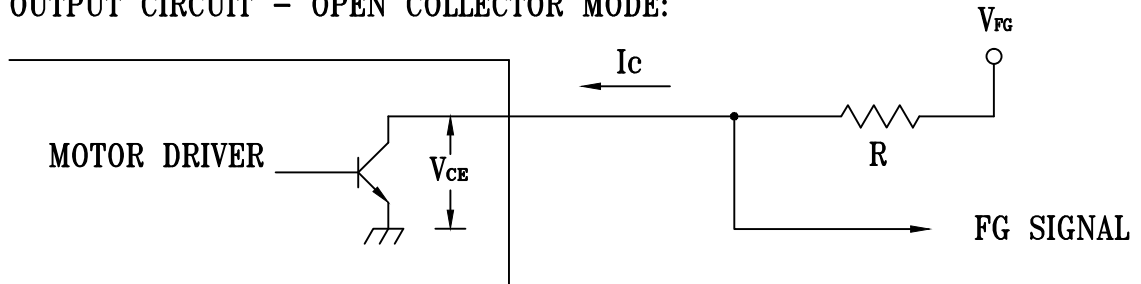 OUTPUT CIRCUIT – OPEN COLLECTOR MODE:
VFG
Ic
MOTOR DRIVER
VCE
R
FG SIGNAL